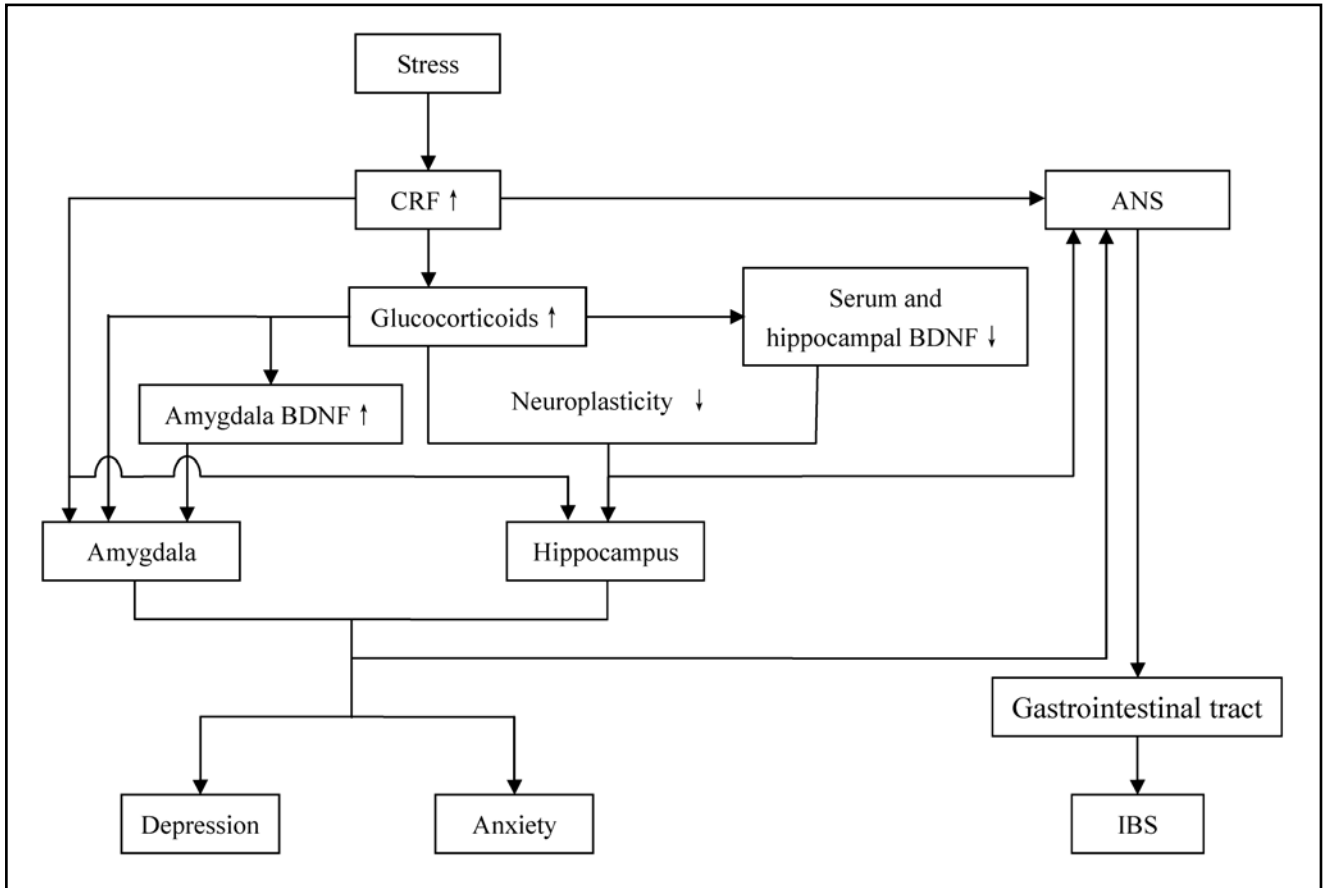 Stress
CRF ↑
ANS
Glucocorticoids ↑
Serum and
hippocampal BDNF ↓
Amygdala BDNF ↑
Neuroplasticity ↓
Amygdala
Hippocampus
Gastrointestinal tract
Depression
Anxiety
IBS